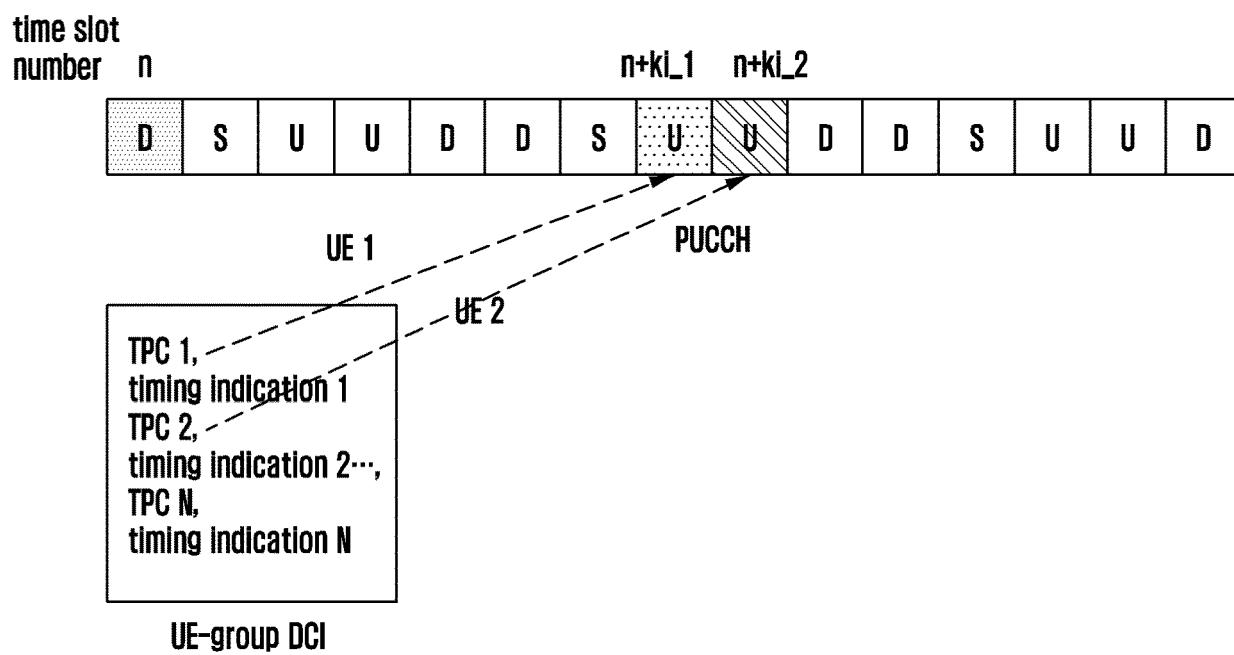 time slot
number n n+ki_1 n+ki_2
D S U U D D S U U D D S U U D
UE 1
PUCCH
UE 2
TPC 1,
timing indication 1
TPC 2,
timing indication 2···,
TPC N,
timing indication N
UE-group DCI